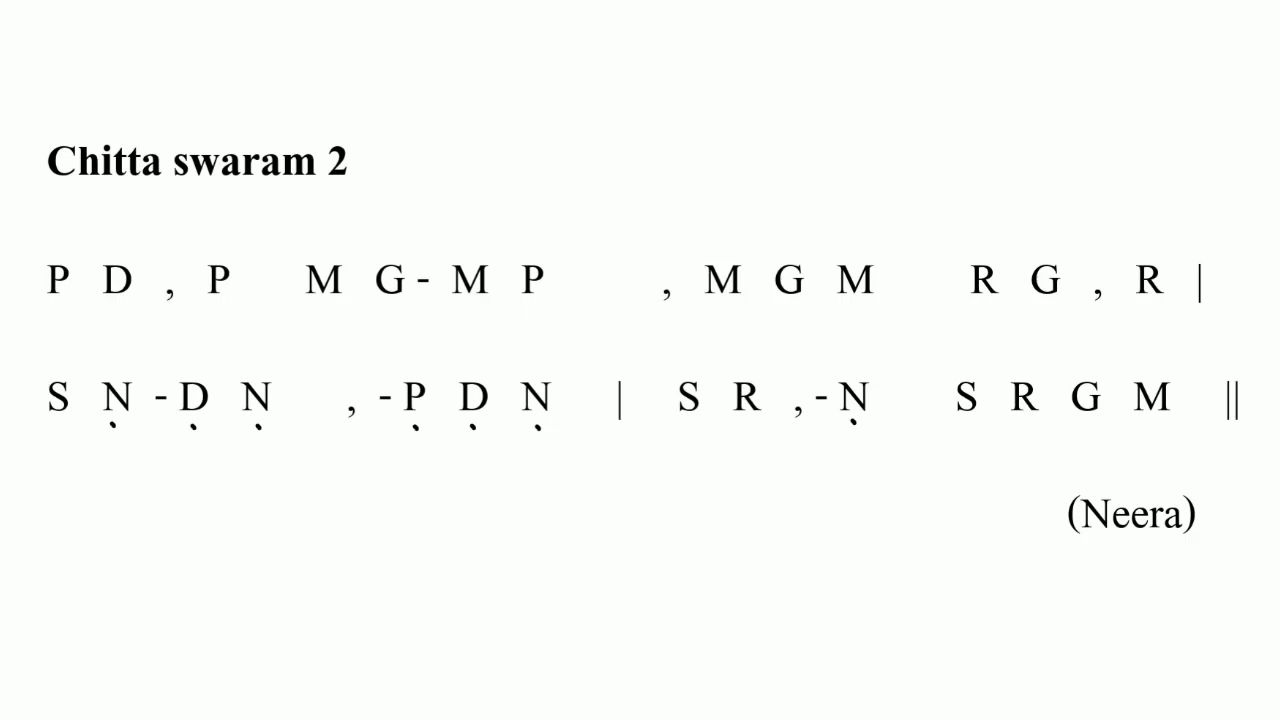 Chitta swaram 2
P D , P M G - M P , M G M R G , R |
S Ṇ - Ḍ Ṇ , - P̣ Ḍ Ṇ | S R , - Ṇ S R G M ||
(Neera)